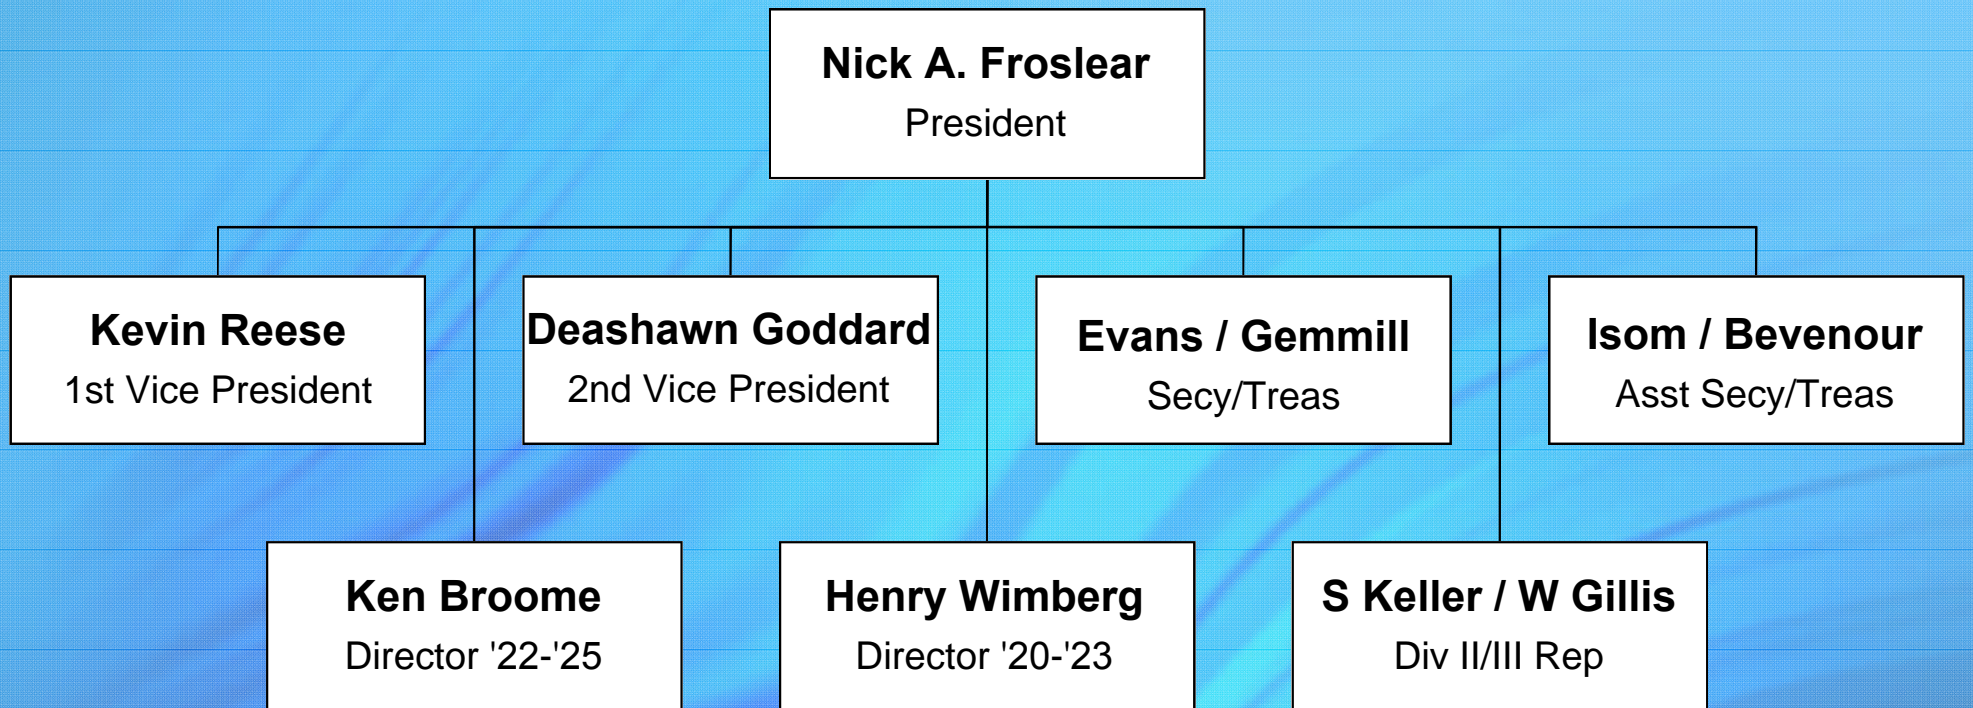 Nick A. Froslear
President
Kevin Reese
1st Vice President
Deashawn Goddard
2nd Vice President
Evans / Gemmill
Secy/Treas
Isom / Bevenour
Asst Secy/Treas
Ken Broome
Director '22-'25
Henry Wimberg
Director '20-'23
S Keller / W Gillis
Div II/III Rep